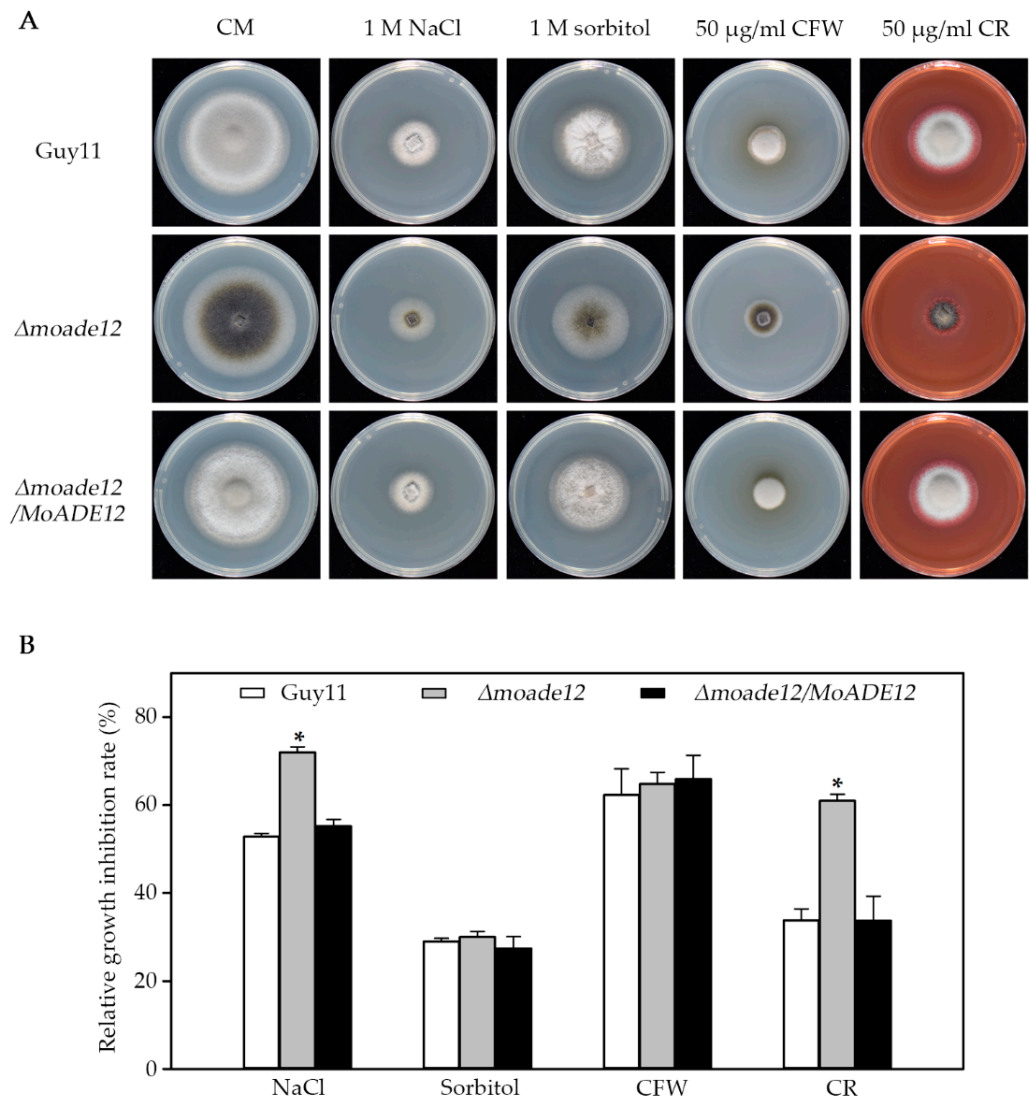 A
CM 1 M NaCl 1 M sorbitol 50 μg/ml CFW 50 μg/ml CR
Guy11
Δmoade12
Δmoade12
/MoADE12
B
Guy11 Δmoade12 Δmoade12/MoADE12
Relative growth inhibition rate (%)
80
60
40
20
0
*
*
NaCl Sorbitol CFW CR